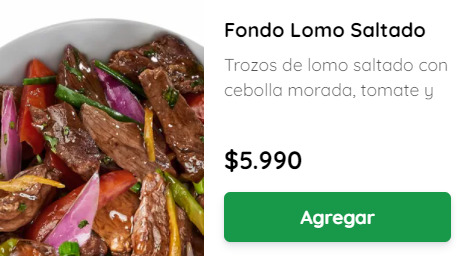 Fondo Lomo Saltado
Trozos de lomo saltado con
cebolla morada, tomate y
$5.990
Agregar